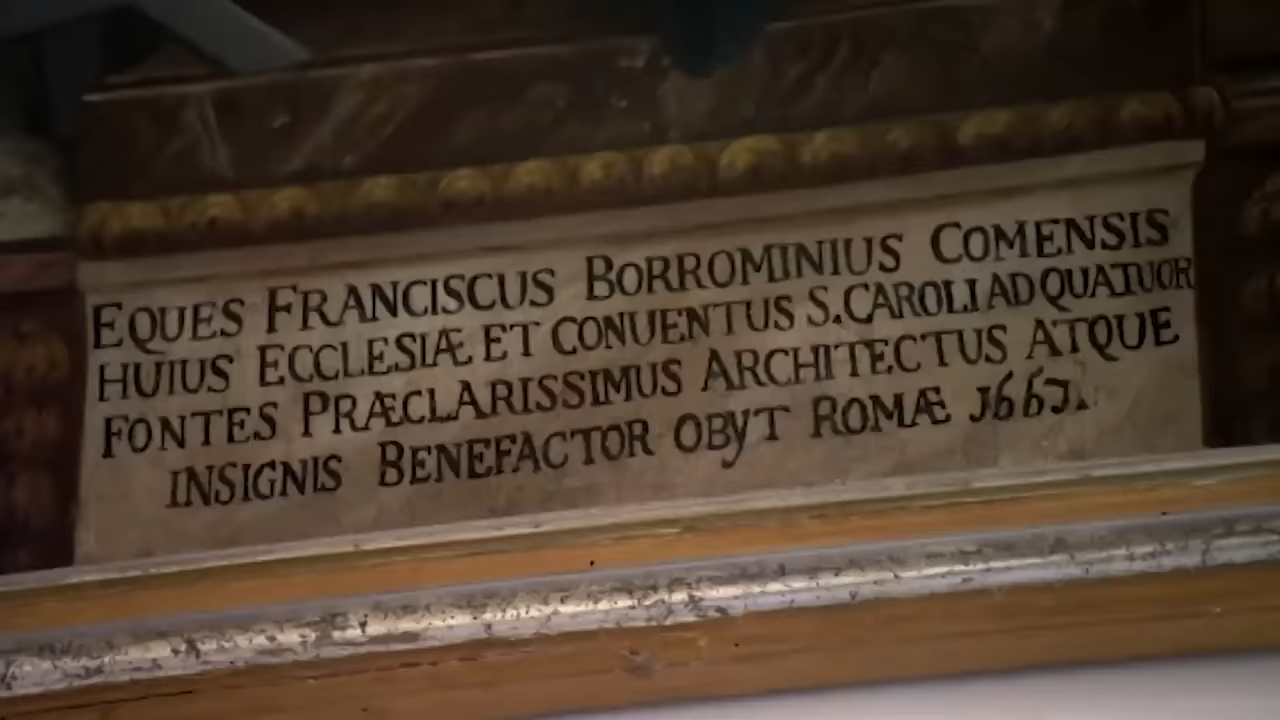 EQUES FRANCISCUS BORROMINIUS COMENSIS
HUIUS ECCLESIÆ ET CONUENTUS S. CAROLI AD QUATUOR
FONTES PRÆCLARISSIMUS ARCHITECTUS ATQUE
INSIGNIS BENEFACTOR OBYT ROMÆ 1667.